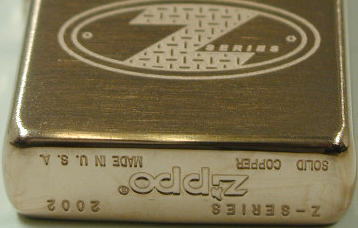 Z
SERIES
Z-SERIES Zippo® 2002
SOLID COPPER MADE IN U. S. A.